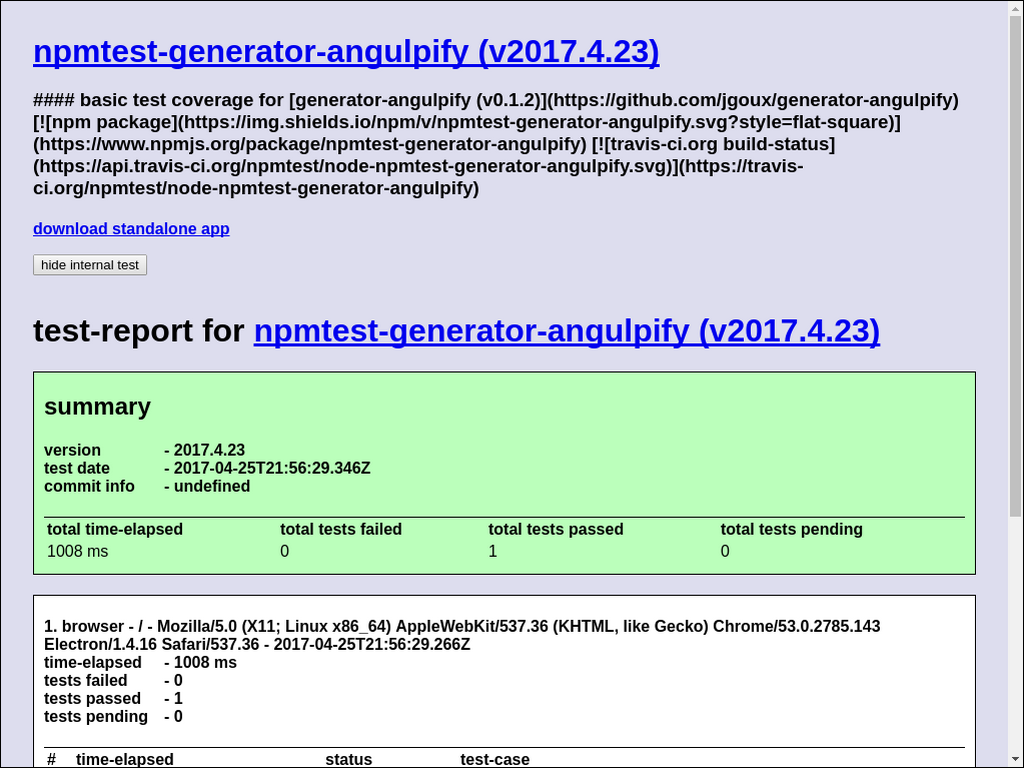 npmtest-generator-angulpify (v2017.4.23)
#### basic test coverage for [generator-angulpify (v0.1.2)](https://github.com/jgoux/generator-angulpify)
[![npm package](https://img.shields.io/npm/v/npmtest-generator-angulpify.svg?style=flat-square)]
(https://www.npmjs.org/package/npmtest-generator-angulpify) [![travis-ci.org build-status]
(https://api.travis-ci.org/npmtest/node-npmtest-generator-angulpify.svg)](https://travis-
ci.org/npmtest/node-npmtest-generator-angulpify)
download standalone app
hide internal test
test-report for npmtest-generator-angulpify (v2017.4.23)
summary
version - 2017.4.23
test date - 2017-04-25T21:56:29.346Z
commit info - undefined
total time-elapsed total tests failed total tests passed total tests pending
1008 ms 0 1 0
1. browser - / - Mozilla/5.0 (X11; Linux x86_64) AppleWebKit/537.36 (KHTML, like Gecko) Chrome/53.0.2785.143
Electron/1.4.16 Safari/537.36 - 2017-04-25T21:56:29.266Z
time-elapsed - 1008 ms
tests failed - 0
tests passed - 1
tests pending - 0
# time-elapsed status test-case